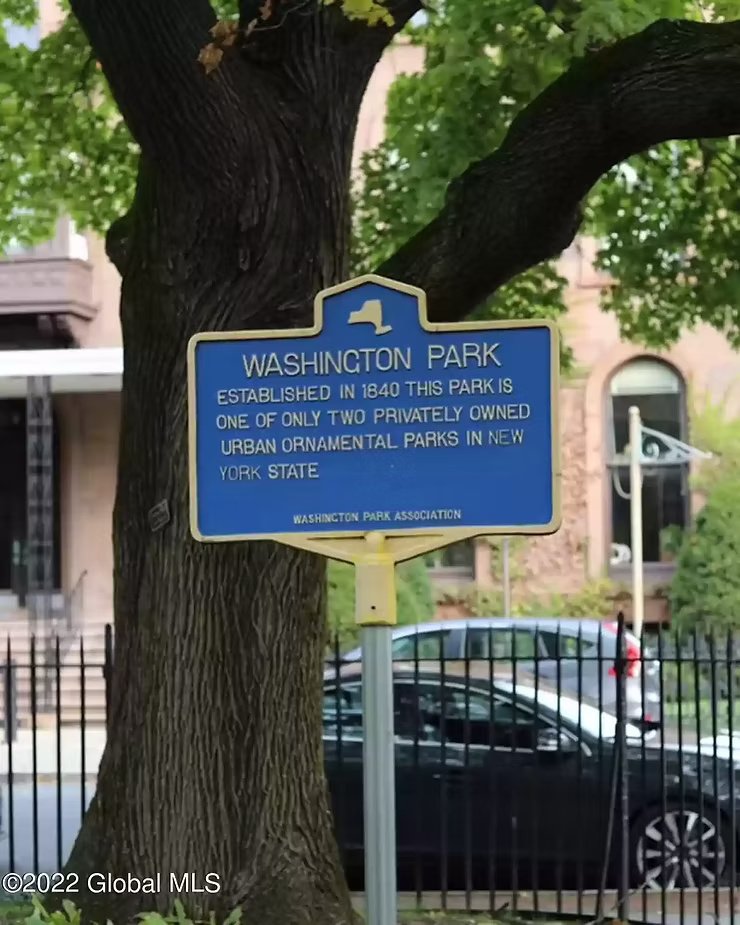 WASHINGTON PARK
ESTABLISHED IN 1840 THIS PARK IS
ONE OF ONLY TWO PRIVATELY OWNED
URBAN ORNAMENTAL PARKS IN NEW
YORK STATE
WASHINGTON PARK ASSOCIATION
©2022 Global MLS